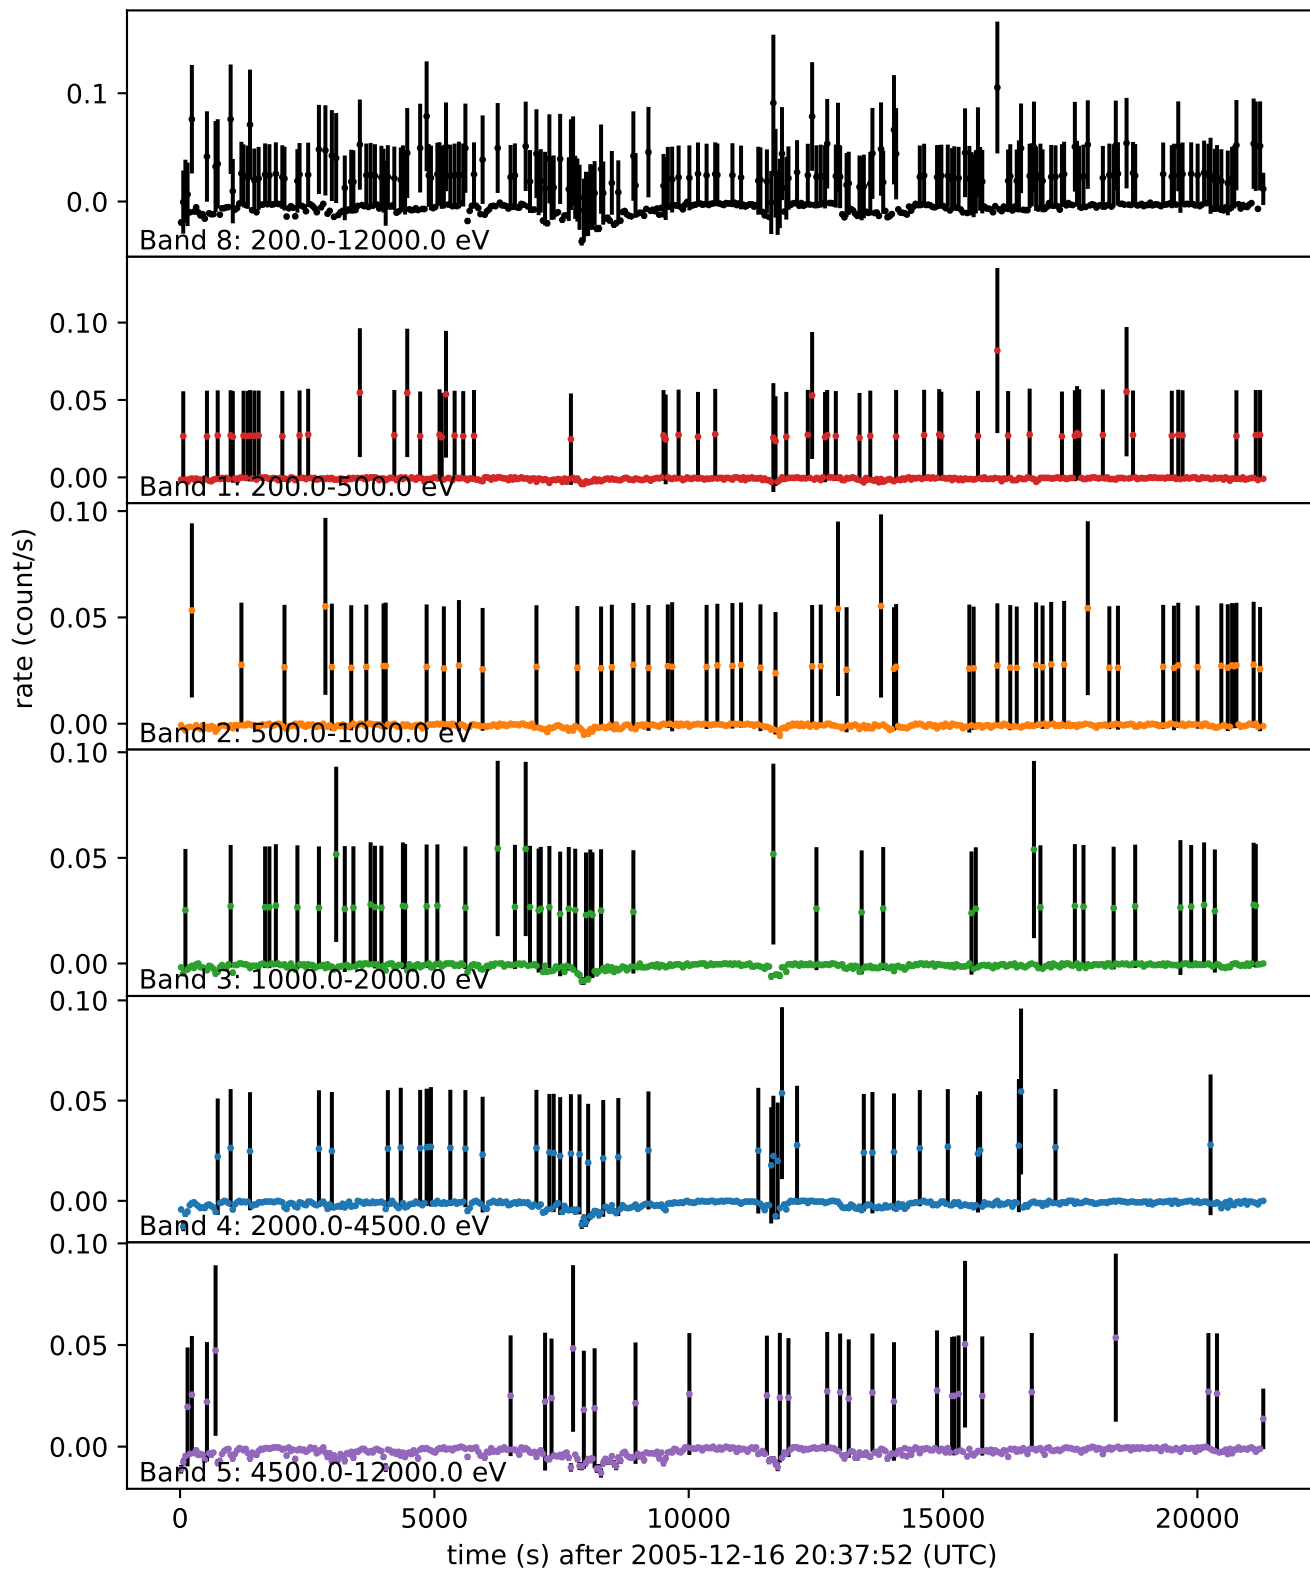 0.1
0.0
Band 8: 200.0-12000.0 eV
0.10
0.05
0.00
Band 1: 200.0-500.0 eV
0.10
0.05
0.00
Band 2: 500.0-1000.0 eV
0.10
0.05
0.00
Band 3: 1000.0-2000.0 eV
0.10
0.05
0.00
Band 4: 2000.0-4500.0 eV
0.10
0.05
0.00
Band 5: 4500.0-12000.0 eV
rate (count/s)
0 5000 10000 15000 20000
time (s) after 2005-12-16 20:37:52 (UTC)